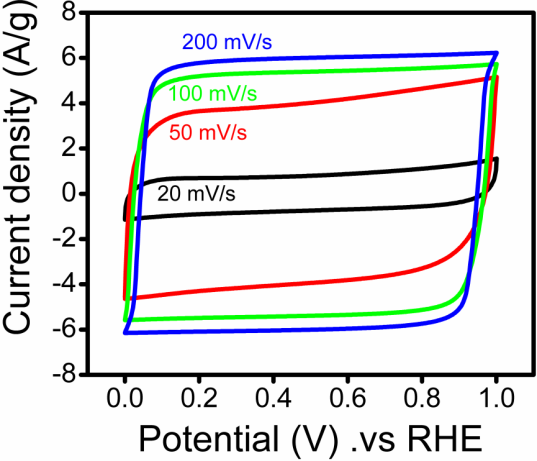 8
6
4
2
0
-2
-4
-6
-8
Current density (A/g)
200 mV/s
100 mV/s
50 mV/s
20 mV/s
0.0 0.2 0.4 0.6 0.8 1.0
Potential (V) .vs RHE